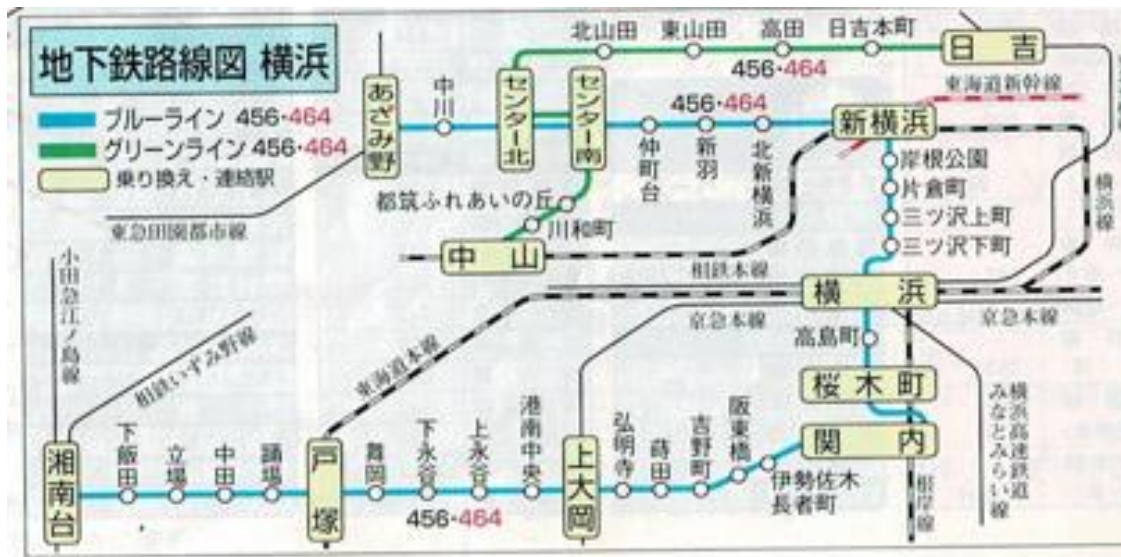 地下鉄路線図 横浜
ブルーライン 456・464
グリーンライン 456・464
乗り換え・連絡駅
北山田
東山田
高田
日吉本町
日吉
456・464
東海道新幹線
あざみ野
中川
センター北
センター南
456・464
仲町台
新羽
北新横浜
新横浜
岸根公園
片倉町
三ツ沢上町
三ツ沢下町
横浜線
都筑ふれあいの丘
川和町
中山
東急田園都市線
相鉄本線
横浜
京急本線
京急本線
高島町
桜木町
関内
横浜高速鉄道
みなとみらい線
根岸線
小田急江ノ島線
相鉄いずみ野線
東海道本線
湘南台
下飯田
立場
中田
踊場
戸塚
舞岡
下永谷
上永谷
港南中央
456・464
上大岡
弘明寺
蒔田
吉野町
阪東橋
伊勢佐木
長者町